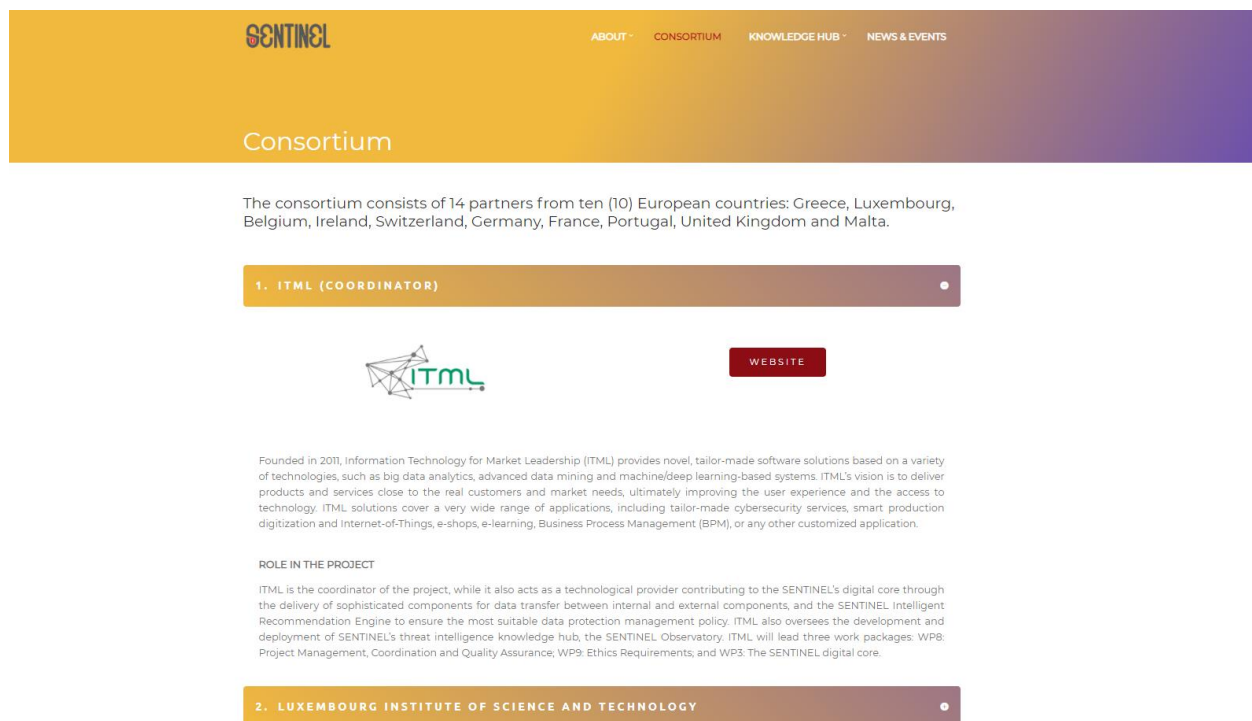 SENTINEL
ABOUT CONSORTIUM KNOWLEDGE HUB NEWS & EVENTS
Consortium
The consortium consists of 14 partners from ten (10) European countries: Greece, Luxembourg,
Belgium, Ireland, Switzerland, Germany, France, Portugal, United Kingdom and Malta.
1. ITML (COORDINATOR)
ITML
WEBSITE
Founded in 2011, Information Technology for Market Leadership (ITML) provides novel, tailor-made software solutions based on a variety
of technologies, such as big data analytics, advanced data mining and machine/deep learning-based systems. ITML's vision is to deliver
products and services close to the real customers and market needs, ultimately improving the user experience and the access to
technology. ITML solutions cover a very wide range of applications, including tailor-made cybersecurity services, smart production
digitization and Internet-of-Things, e-shops, e-learning, Business Process Management (BPM), or any other customized application.
ROLE IN THE PROJECT
ITML is the coordinator of the project, while it also acts as a technological provider contributing to the SENTINEL's digital core through
the delivery of sophisticated components for data transfer between internal and external components, and the SENTINEL Intelligent
Recommendation Engine to ensure the most suitable data protection management policy. ITML also oversees the development and
deployment of SENTINEL's threat intelligence knowledge hub, the SENTINEL Observatory. ITML will lead three work packages: WP8:
Project Management, Coordination and Quality Assurance; WP9: Ethics Requirements; and WP3: The SENTINEL digital core.
2. LUXEMBOURG INSTITUTE OF SCIENCE AND TECHNOLOGY